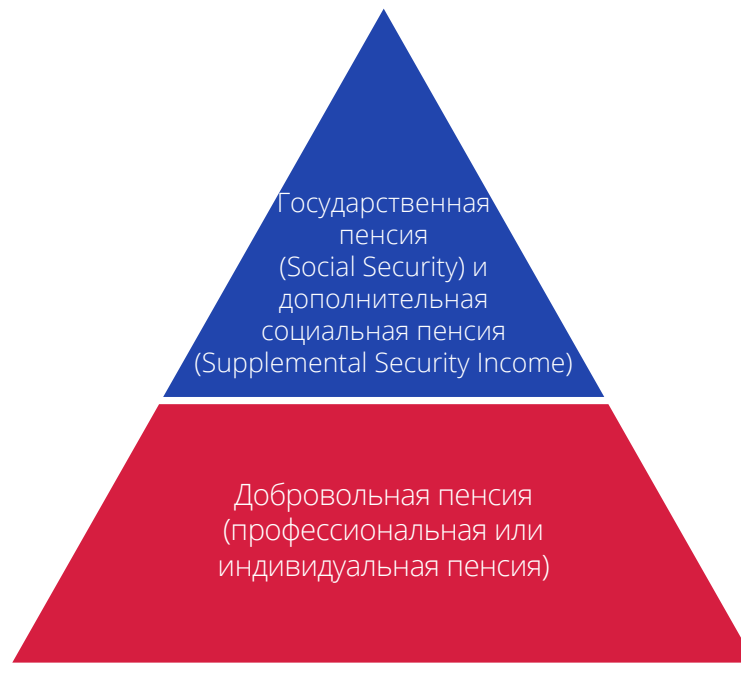 Государственная
пенсия
(Social Security) и
дополнительная
социальная пенсия
(Supplemental Security Income)
Добровольная пенсия
(профессиональная или
индивидуальная пенсия)